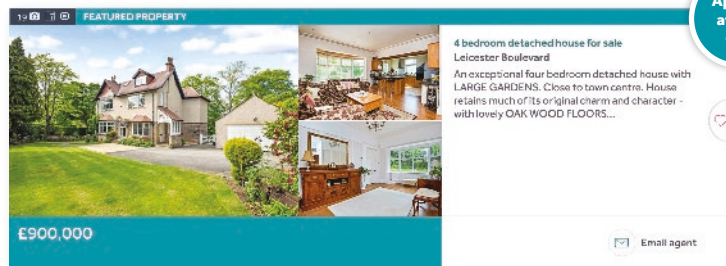 19 1 FEATURED PROPERTY
4 bedroom detached house for sale
Leicester Boulevard
An exceptional four bedroom detached house with
LARGE GARDENS. Close to town centre. House
retains much of its original charm and character -
with lovely OAK WOOD FLOORS...
£900,000
Email agent